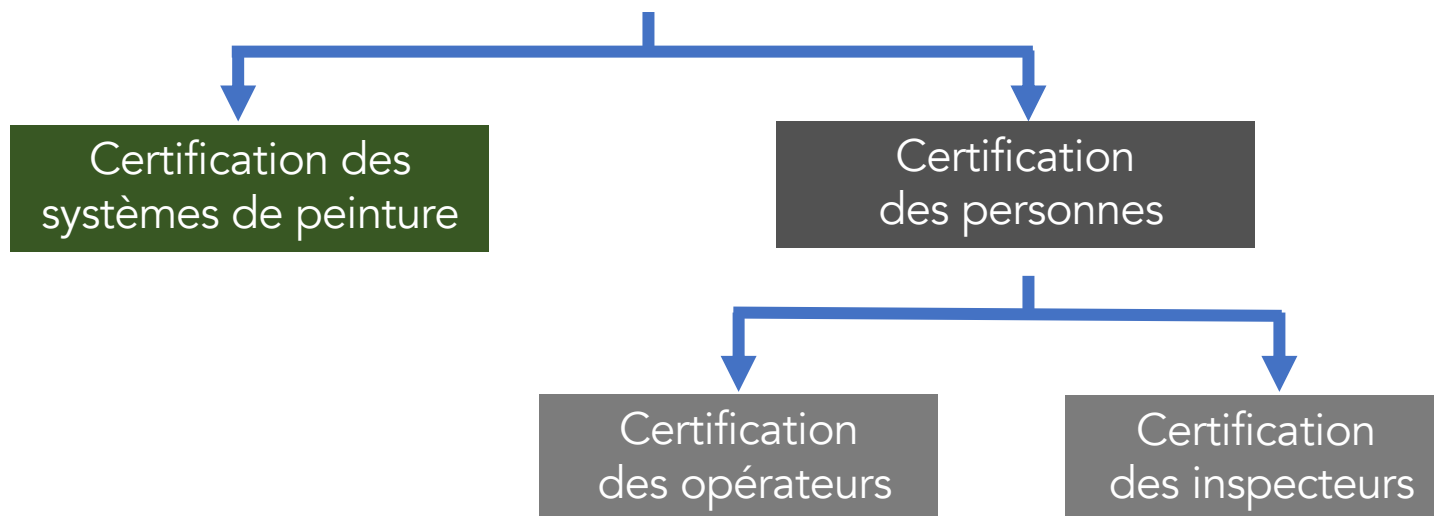 Certification des
systèmes de peinture
Certification
des personnes
Certification
des opérateurs
Certification
des inspecteurs